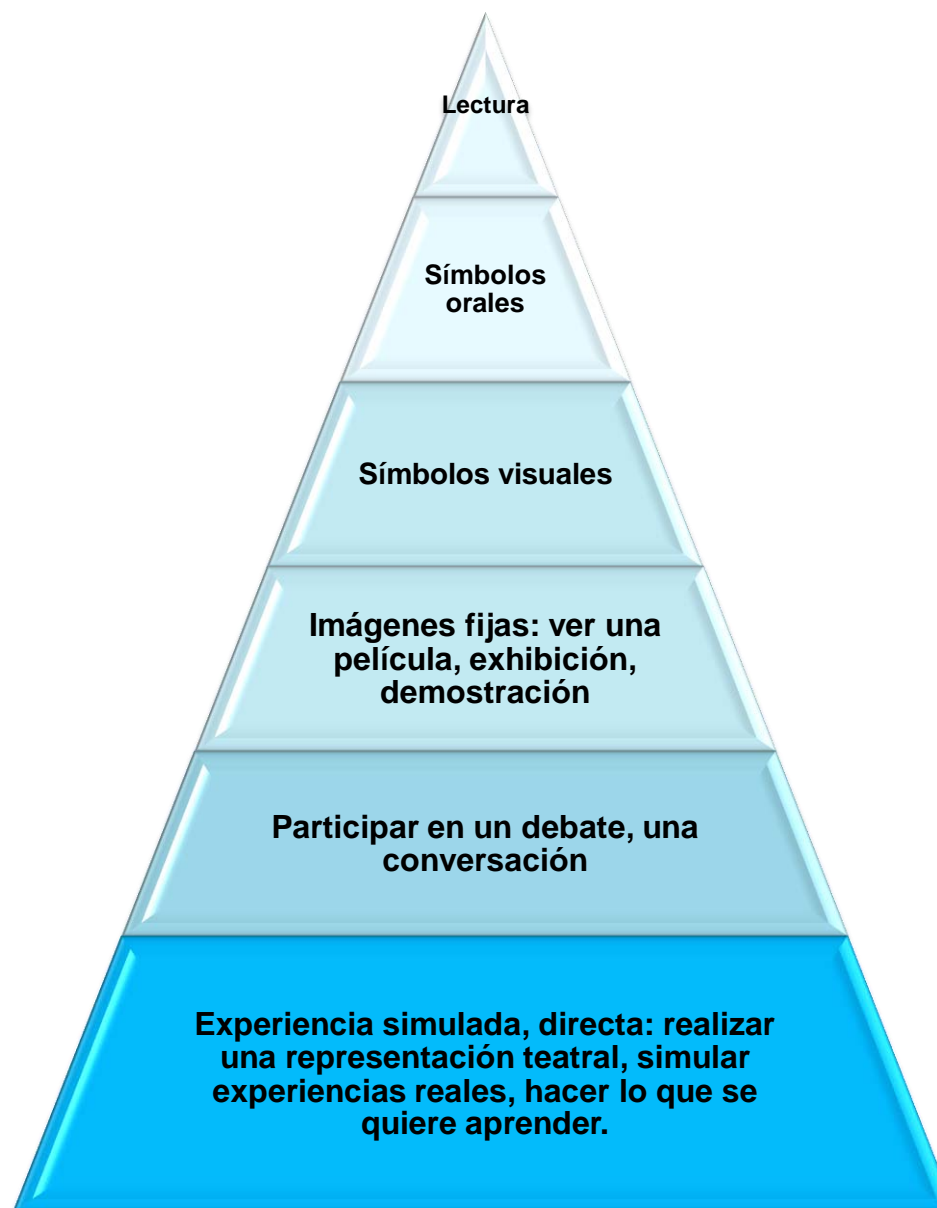 Lectura
Símbolos
orales
Símbolos visuales
Imágenes fijas: ver una
película, exhibición,
demostración
Participar en un debate, una
conversación
Experiencia simulada, directa: realizar
una representación teatral, simular
experiencias reales, hacer lo que se
quiere aprender.